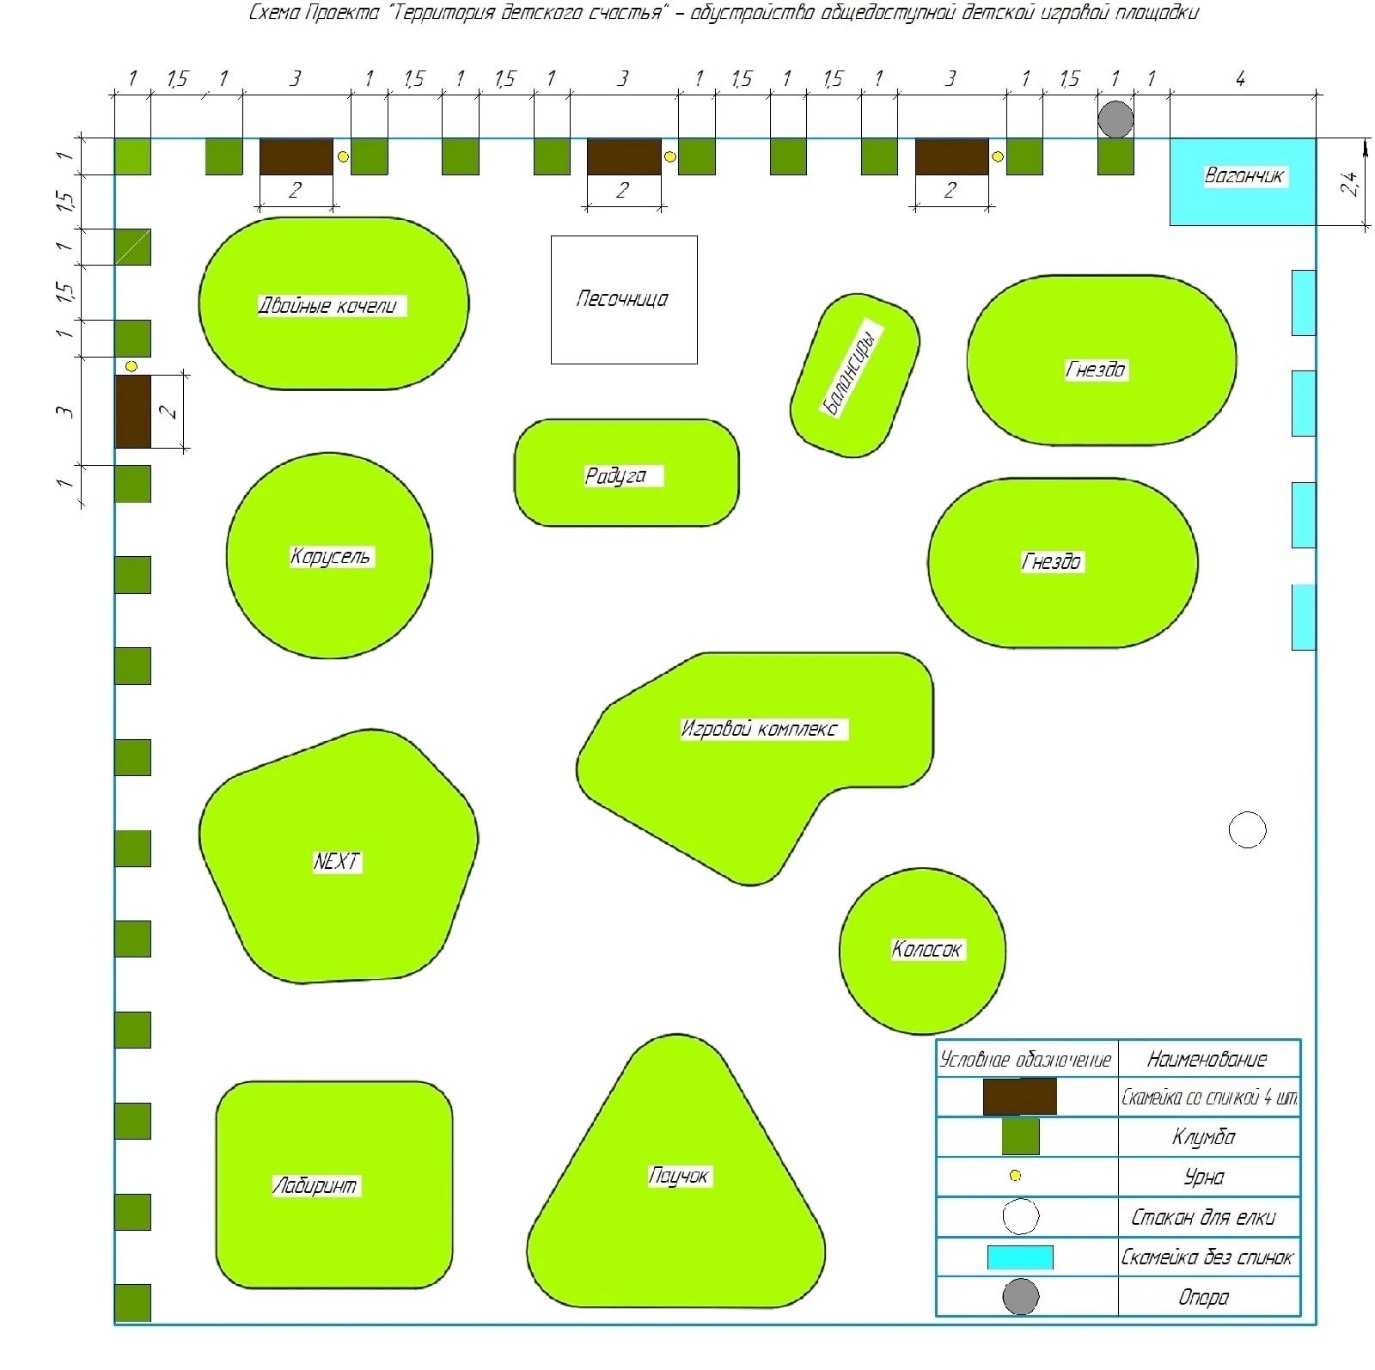 Схема Проекта "Территория детского счастья" – обустройство общедоступной детской игровой площадки
1 1,5 1 3 1 1,5 1 1,5 1 3 1 1,5 1 1,5 1 3 1 1,5 1 1 4
1
1,5
1
1,5
1
3
1
2
2
2
2
2,4
Вагончик
Двойные качели
Песочница
Балансиры
Гнездо
Радуга
Карусель
Гнездо
Игровой комплекс
NEXT
Колосок
Лабиринт
Паучок
Условное обозначение Наименование
Скамейка со спинкой 4 шт.
Клумба
Урна
Стакан для елки
Скамейка без спинок
Опора